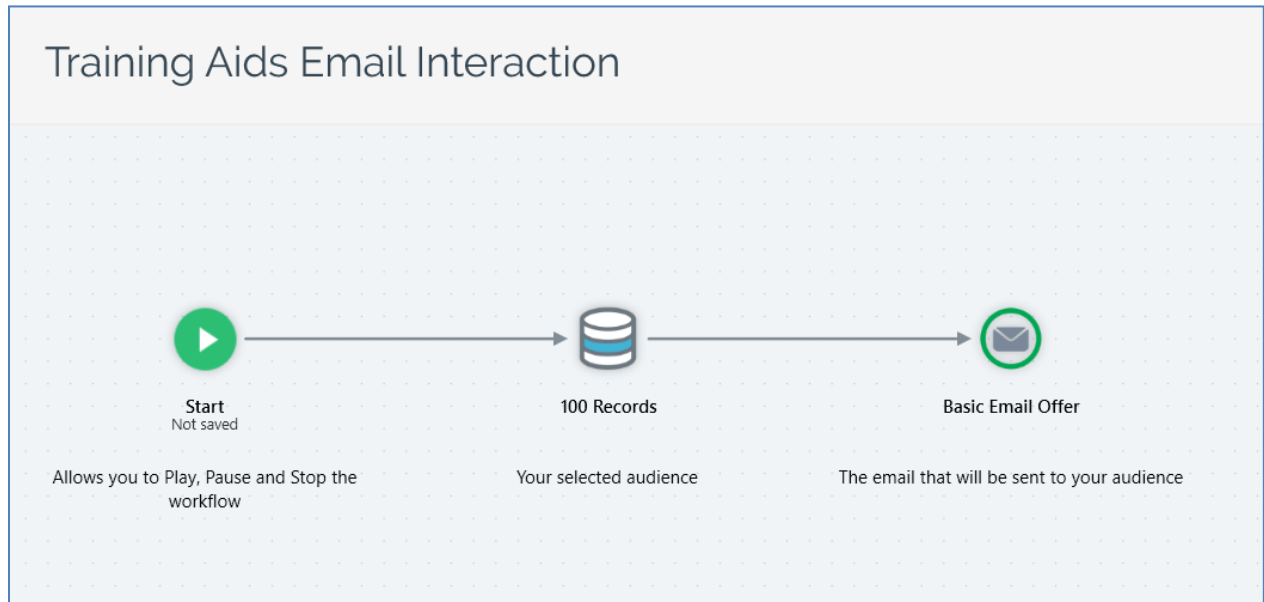 Training Aids Email Interaction
Start
Not saved
100 Records
Basic Email Offer
Allows you to Play, Pause and Stop the
workflow
Your selected audience
The email that will be sent to your audience